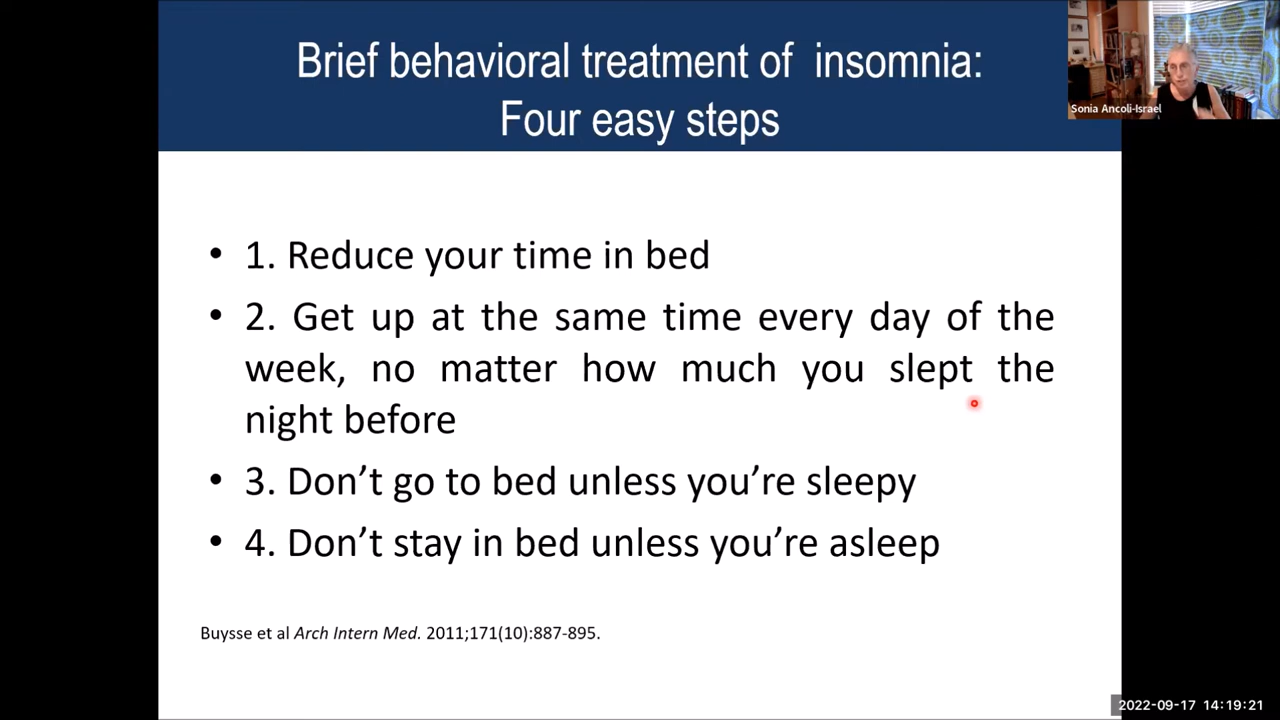 Brief behavioral treatment of insomnia:
Four easy steps
Sonia Ancoli-Israel
• 1. Reduce your time in bed
• 2. Get up at the same time every day of the
week, no matter how much you slept the
night before
• 3. Don’t go to bed unless you’re sleepy
• 4. Don’t stay in bed unless you’re asleep
Buysse et al Arch Intern Med. 2011;171(10):887-895.
2022-09-17 14:19:21